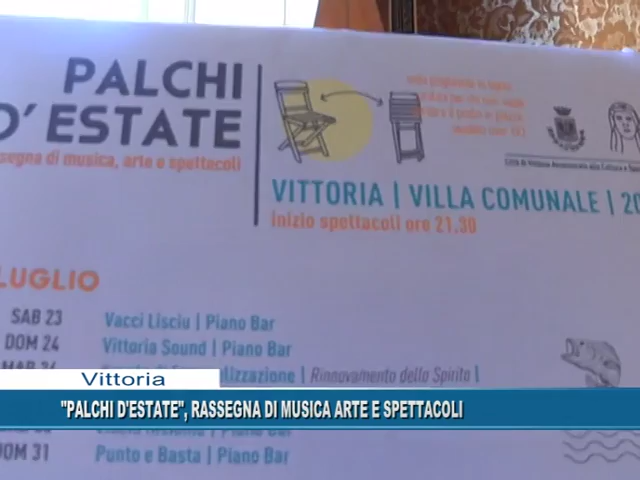 PALCHI
D'ESTATE
segna di musica, arte e spettacoli
VITTORIA | VILLA COMUNALE | 20
inizio spettacoli ore 21.30
LUGLIO
SAB 23 Vacci Lisciu | Piano Bar
DOM 24 Vittoria Sound | Piano Bar
Rinnovamento dello Spirito |
Vittoria
"PALCHI D'ESTATE", RASSEGNA DI MUSICA ARTE E SPETTACOLI
DOM 31 Punto e Basta | Piano Bar